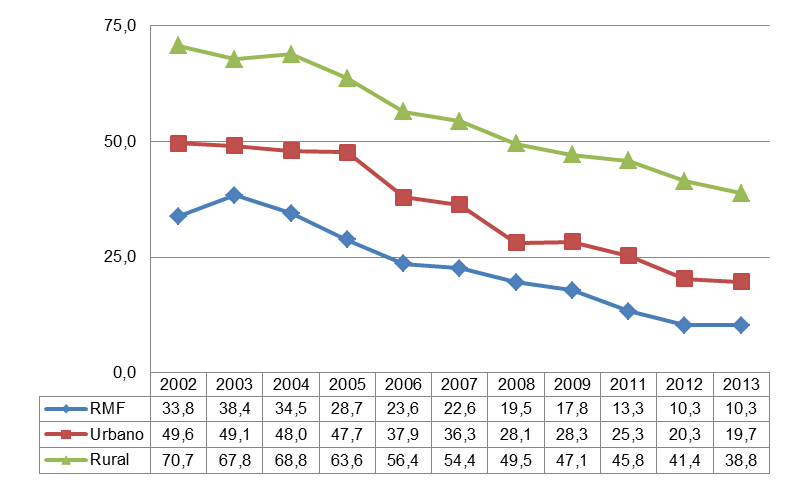 75,0
50,0
25,0
0,0
2002 2003 2004 2005 2006 2007 2008 2009 2011 2012 2013
RMF 33,8 38,4 34,5 28,7 23,6 22,6 19,5 17,8 13,3 10,3 10,3
Urbano 49,6 49,1 48,0 47,7 37,9 36,3 28,1 28,3 25,3 20,3 19,7
Rural 70,7 67,8 68,8 63,6 56,4 54,4 49,5 47,1 45,8 41,4 38,8